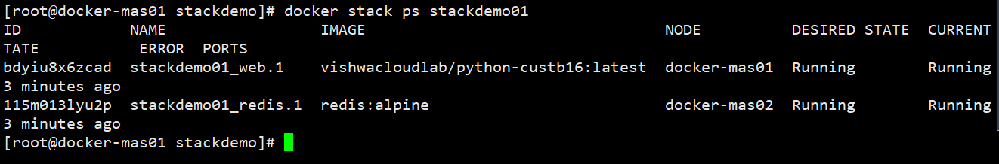 [root@docker-mas01 stackdemo]# docker stack ps stackdemo01
ID NAME IMAGE NODE DESIRED STATE CURRENT
TATE ERROR PORTS
bdyiu8x6zcad stackdemo01_web.1 vishwacloudlab/python-custb16:latest docker-mas01 Running Running
3 minutes ago
115m013lyu2p stackdemo01_redis.1 redis:alpine docker-mas02 Running Running
3 minutes ago
[root@docker-mas01 stackdemo]#